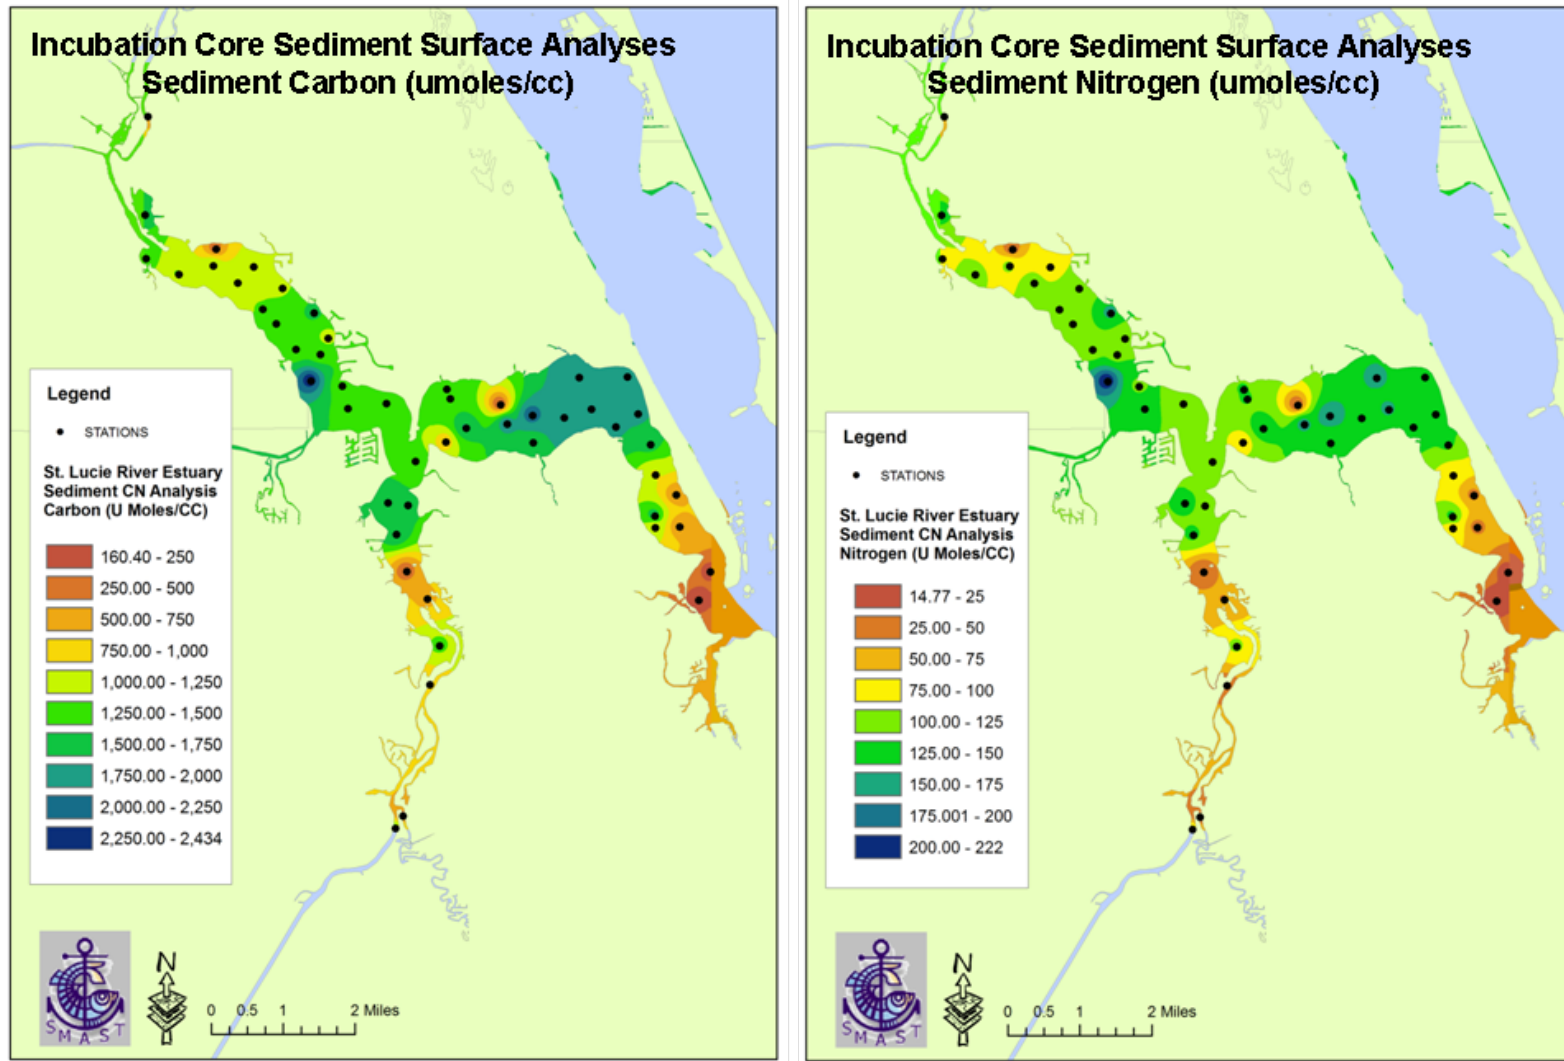 Incubation Core Sediment Surface Analyses
Sediment Carbon (umoles/cc)
Legend
STATIONS
St. Lucie River Estuary
Sediment CN Analysis
Carbon (U Moles/CC)
160.40 - 250
250.00 - 500
500.00 - 750
750.00 - 1,000
1,000.00 - 1,250
1,250.00 - 1,500
1,500.00 - 1,750
1,750.00 - 2,000
2,000.00 - 2,250
2,250.00 - 2,434
SMAST
N
0 0.5 1 2 Miles
Incubation Core Sediment Surface Analyses
Sediment Nitrogen (umoles/cc)
Legend
STATIONS
St. Lucie River Estuary
Sediment CN Analysis
Nitrogen (U Moles/CC)
14.77 - 25
25.00 - 50
50.00 - 75
75.00 - 100
100.00 - 125
125.00 - 150
150.00 - 175
175.001 - 200
200.00 - 222
SMAST
N
0 0.5 1 2 Miles